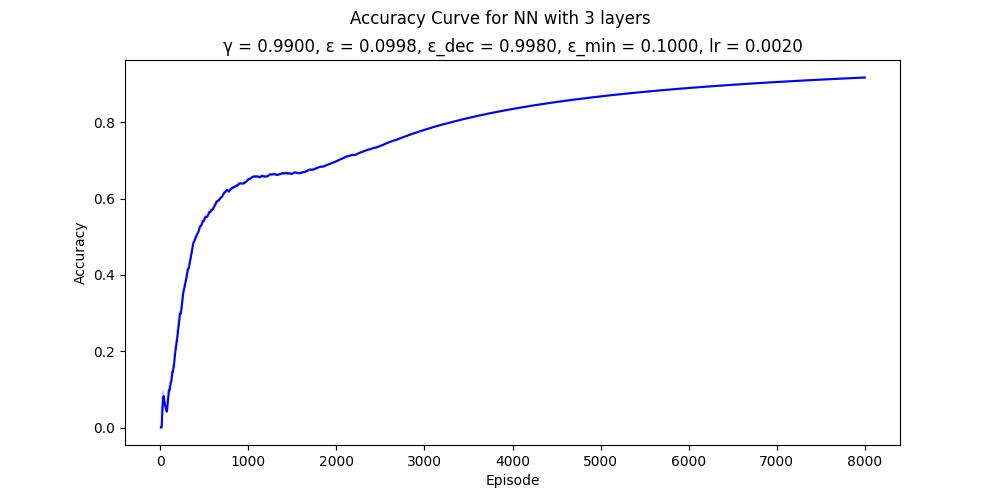 Accuracy Curve for NN with 3 layers
γ = 0.9900, ε = 0.0998, ε_dec = 0.9980, ε_min = 0.1000, lr = 0.0020
Accuracy
0.8
0.6
0.4
0.2
0.0
0 1000 2000 3000 4000 5000 6000 7000 8000
Episode